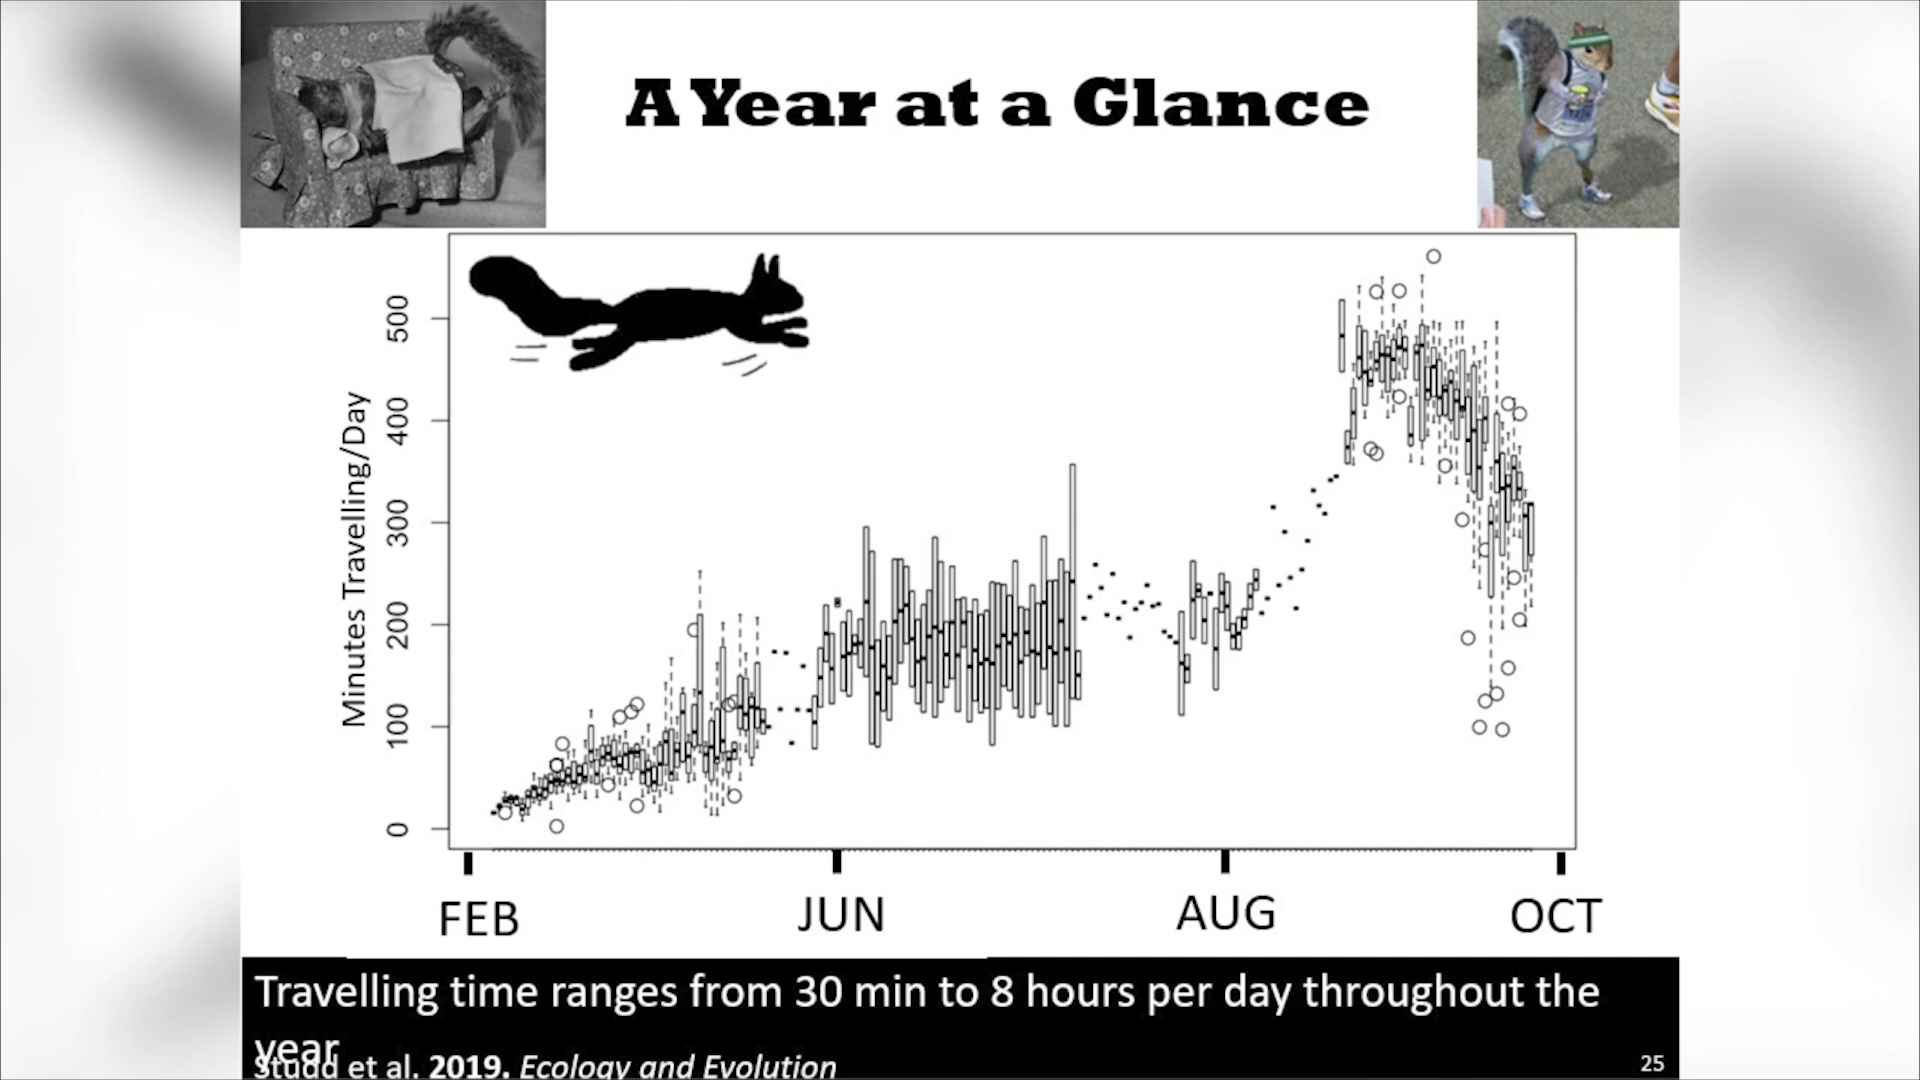 A Year at a Glance
Minutes Travelling/Day
500
400
300
200
100
0
FEB JUN AUG OCT
Travelling time ranges from 30 min to 8 hours per day throughout the
year
Studd et al. 2019. Ecology and Evolution
25